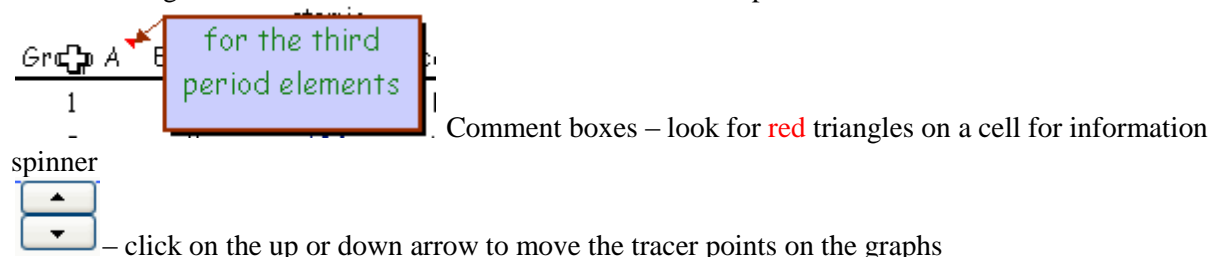 for the third
Group A
period elements
1
Comment boxes – look for red triangles on a cell for information
spinner
– click on the up or down arrow to move the tracer points on the graphs